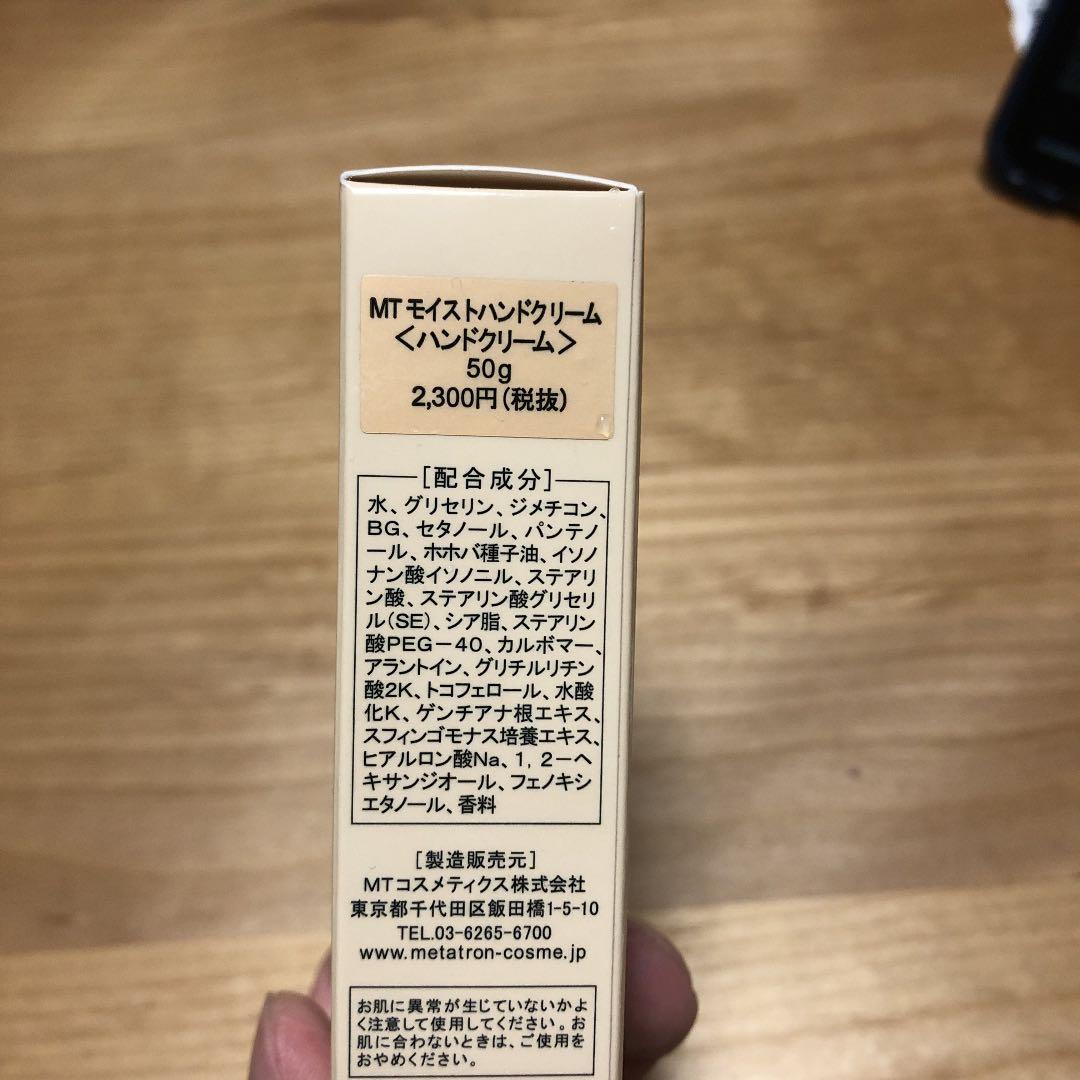 MTモイストハンドクリーム
<ハンドクリーム>
50g
2,300円(税抜)
[配合成分]
水、グリセリン、ジメチコン、
BG、セタノール、パンテノ
ール、ホホバ種子油、イソノ
ナン酸イソノニル、ステアリ
ン酸、ステアリン酸グリセリ
ル(SE)、シア脂、ステアリン
酸PEG-40、カルボマー、
アラントイン、グリチルリチン
酸2K、トコフェロール、水酸
化K、ゲンチアナ根エキス、
スフィンゴモナス培養エキス、
ヒアルロン酸Na、1,2-ヘ
キサンジオール、フェノキシ
エタノール、香料
[製造販売元]
MTコスメティクス株式会社
東京都千代田区飯田橋1-5-10
TEL.03-6265-6700
www.metatron-cosme.jp
お肌に異常が生じていないかよ
く注意して使用してください。お
肌に合わないときは、ご使用を
おやめください。